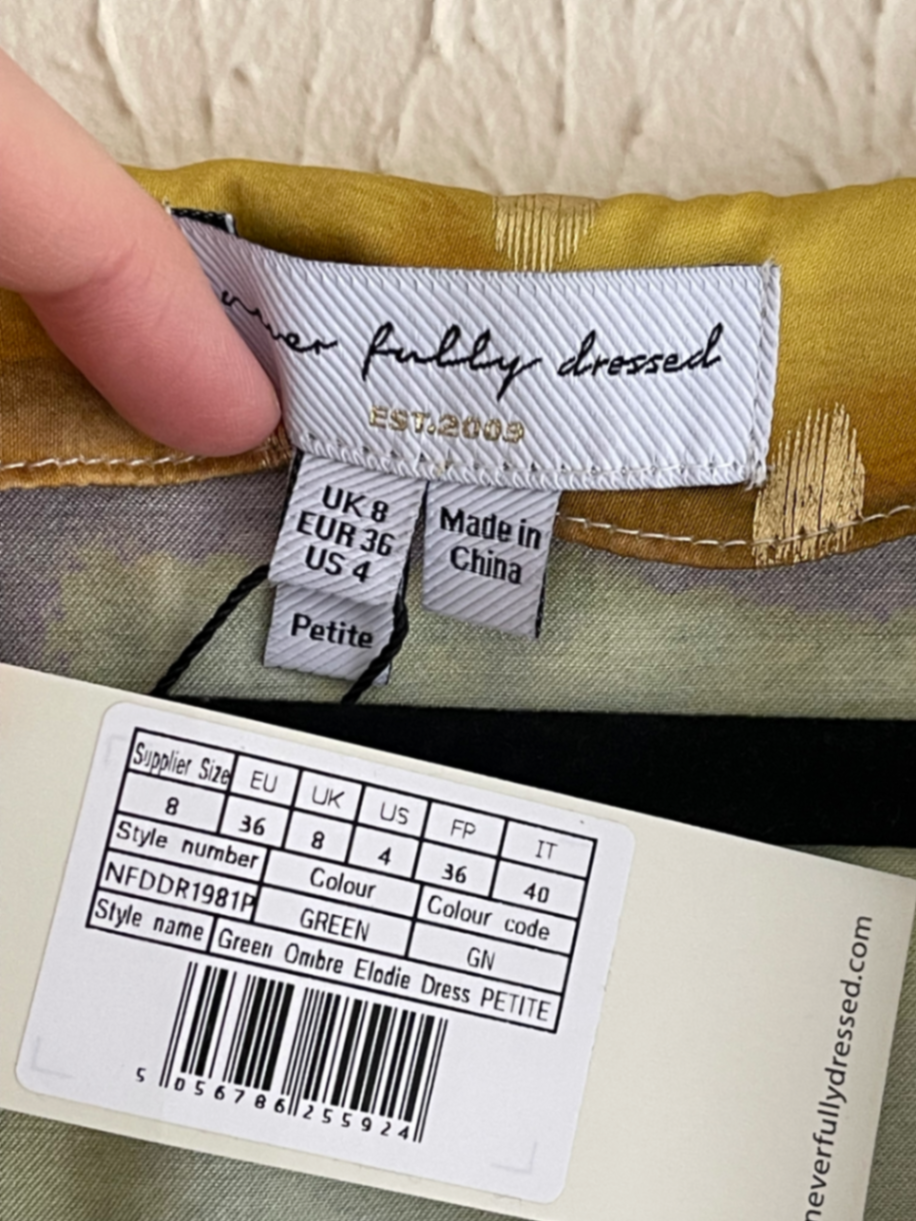 never fully dressed
EST.2009
UK 8
EUR 36
US 4
Petite
Made in
China
Supplier Size EU UK US FP IT
8 36 8 4 36 40
Style number Colour Colour code
NFDDR1981P GREEN GN
Style name Green Ombre Elodie Dress PETITE
5 056786 255924
neverfullydressed.com